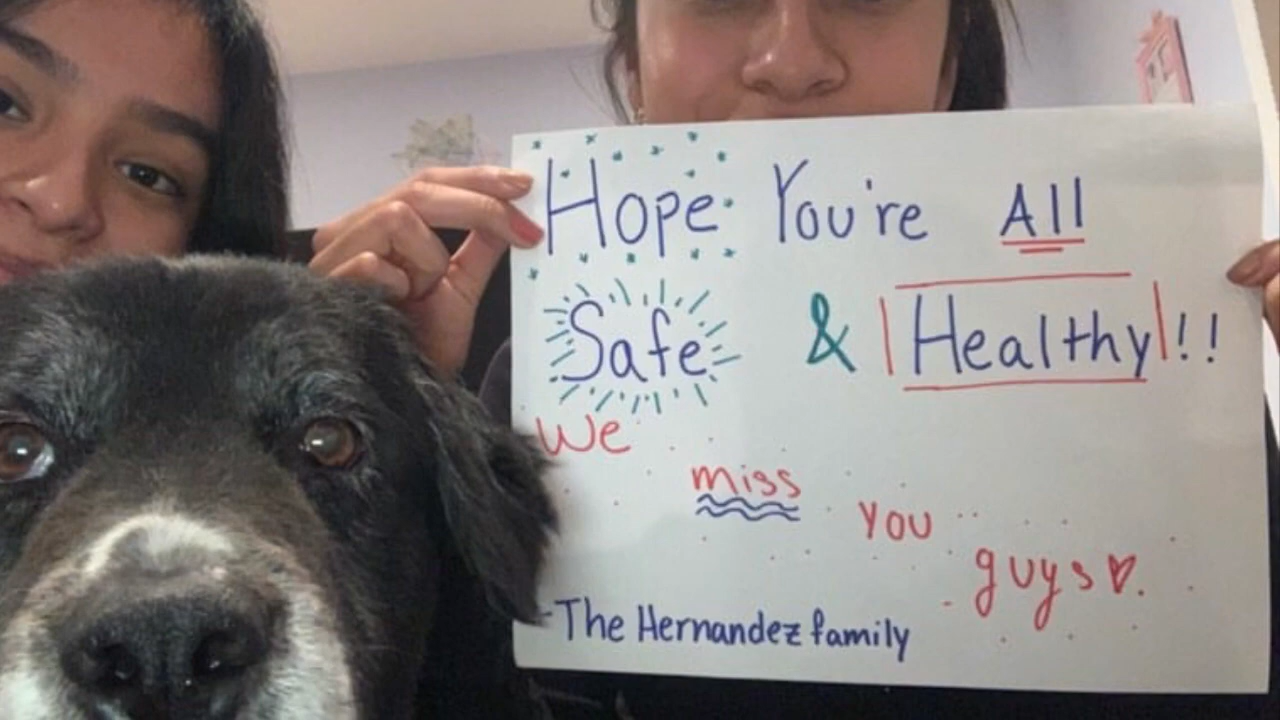 Hope You're All
Safe & Healthy!!
We
miss
you
guys♡.
-The Hernandez family